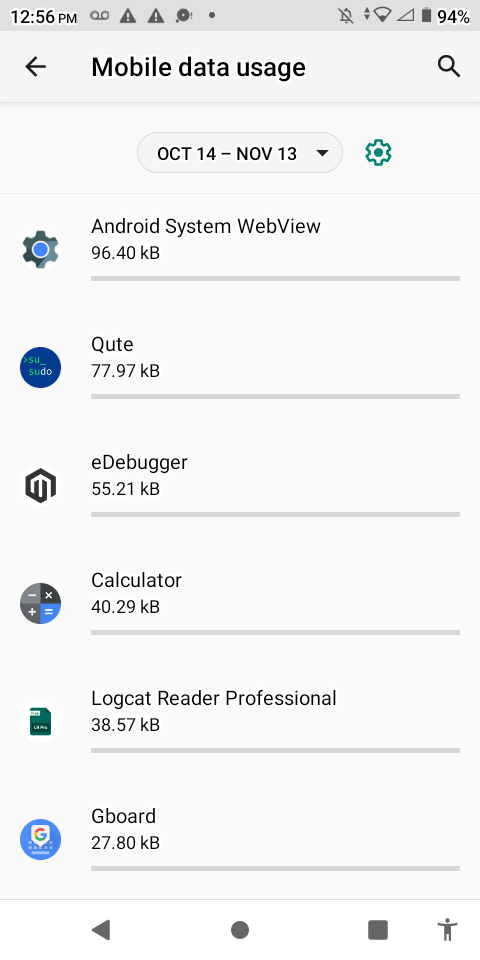 12:56 PM
94%
Mobile data usage
OCT 14 – NOV 13
Android System WebView
96.40 kB
>su_
sudo
Qute
77.97 kB
eDebugger
55.21 kB
Calculator
40.29 kB
Logcat Reader Professional
38.57 kB
LR Pro
Gboard
27.80 kB
G